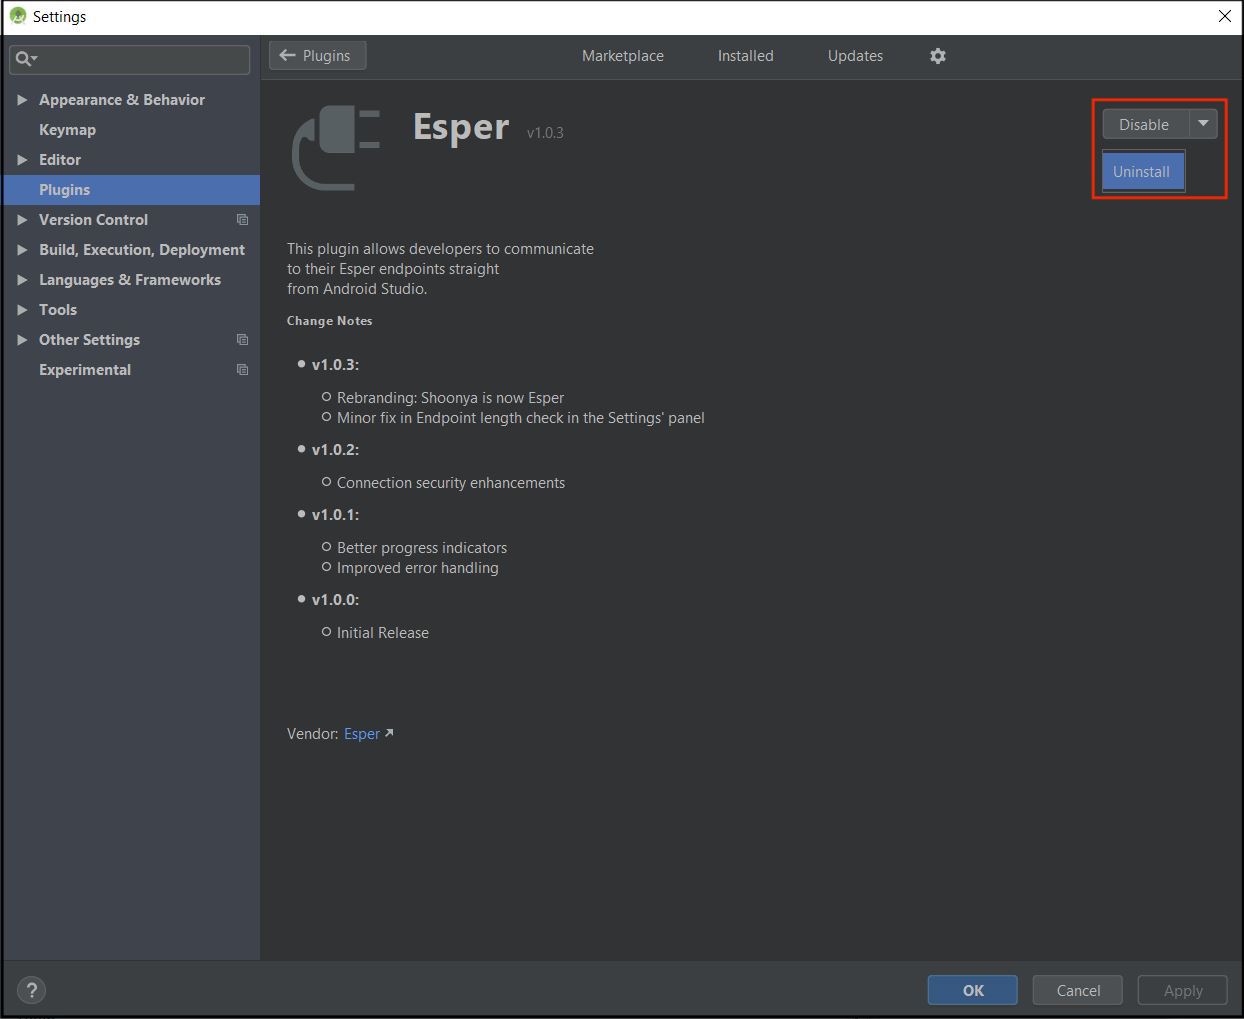 Settings
Plugins
Marketplace
Installed
Updates
Appearance & Behavior
Keymap
Editor
Plugins
Version Control
Build, Execution, Deployment
Languages & Frameworks
Tools
Other Settings
Experimental
Esper v1.0.3
Disable
Uninstall
This plugin allows developers to communicate
to their Esper endpoints straight
from Android Studio.
Change Notes
v1.0.3:
Rebranding: Shoonya is now Esper
Minor fix in Endpoint length check in the Settings' panel
v1.0.2:
Connection security enhancements
v1.0.1:
Better progress indicators
Improved error handling
v1.0.0:
Initial Release
Vendor: Esper
?
OK
Cancel
Apply